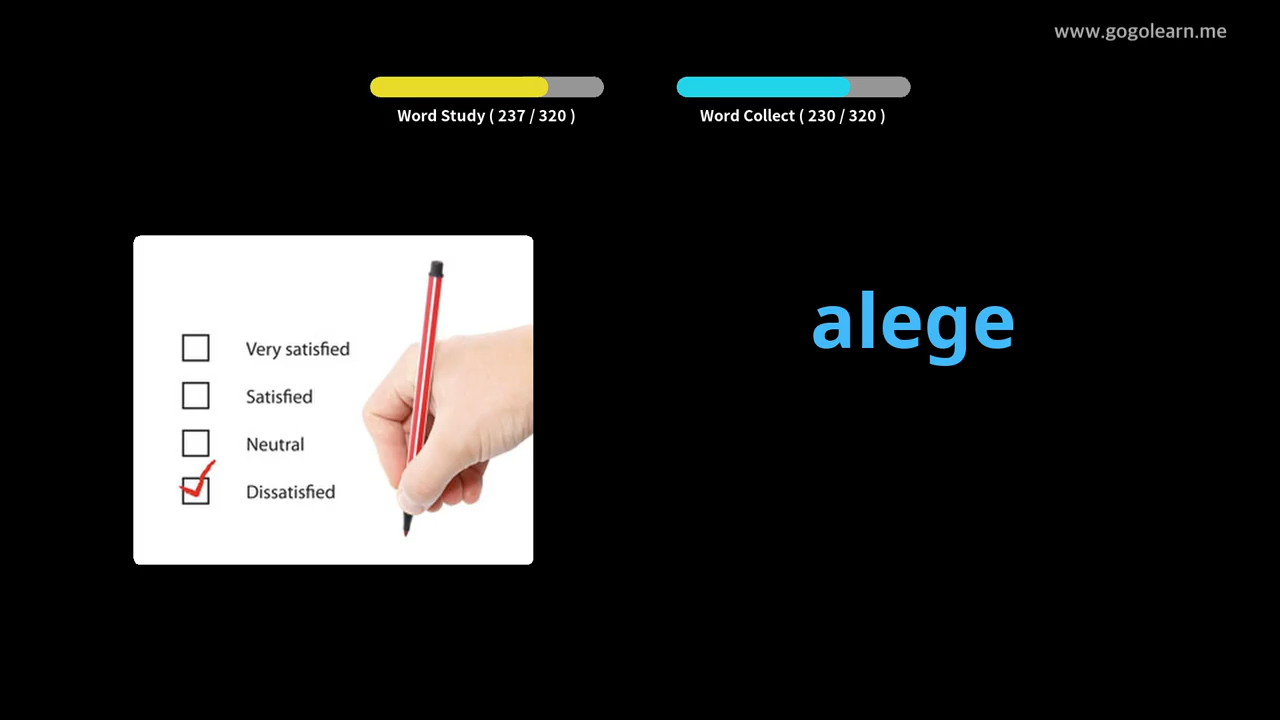 www.gogolearn.me
Word Study ( 237 / 320 )
Word Collect ( 230 / 320 )
Very satisfied
Satisfied
Neutral
Dissatisfied
alege